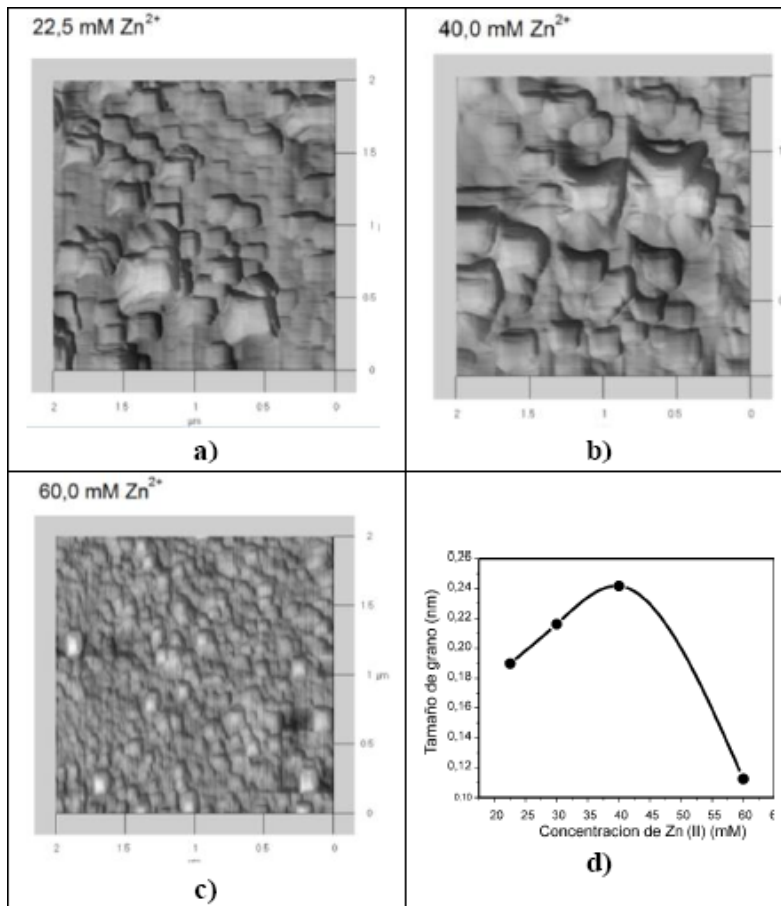 22,5 mM Zn²⁺
2
1.5
1
0.5
0
2 1.5 1 0.5 0
µm
a)
40,0 mM Zn²⁺
1
0.5
2 1.5 1 0.5 0
b)
60,0 mM Zn²⁺
2
1.5
1 µm
0.5
0
2 1.5 1 0.5 0
c)
0,26
0,24
0,22
0,20
0,18
0,16
0,14
0,12
0,10
Tamaño de grano (nm)
20 25 30 35 40 45 50 55 60
Concentracion de Zn (II) (mM)
d)